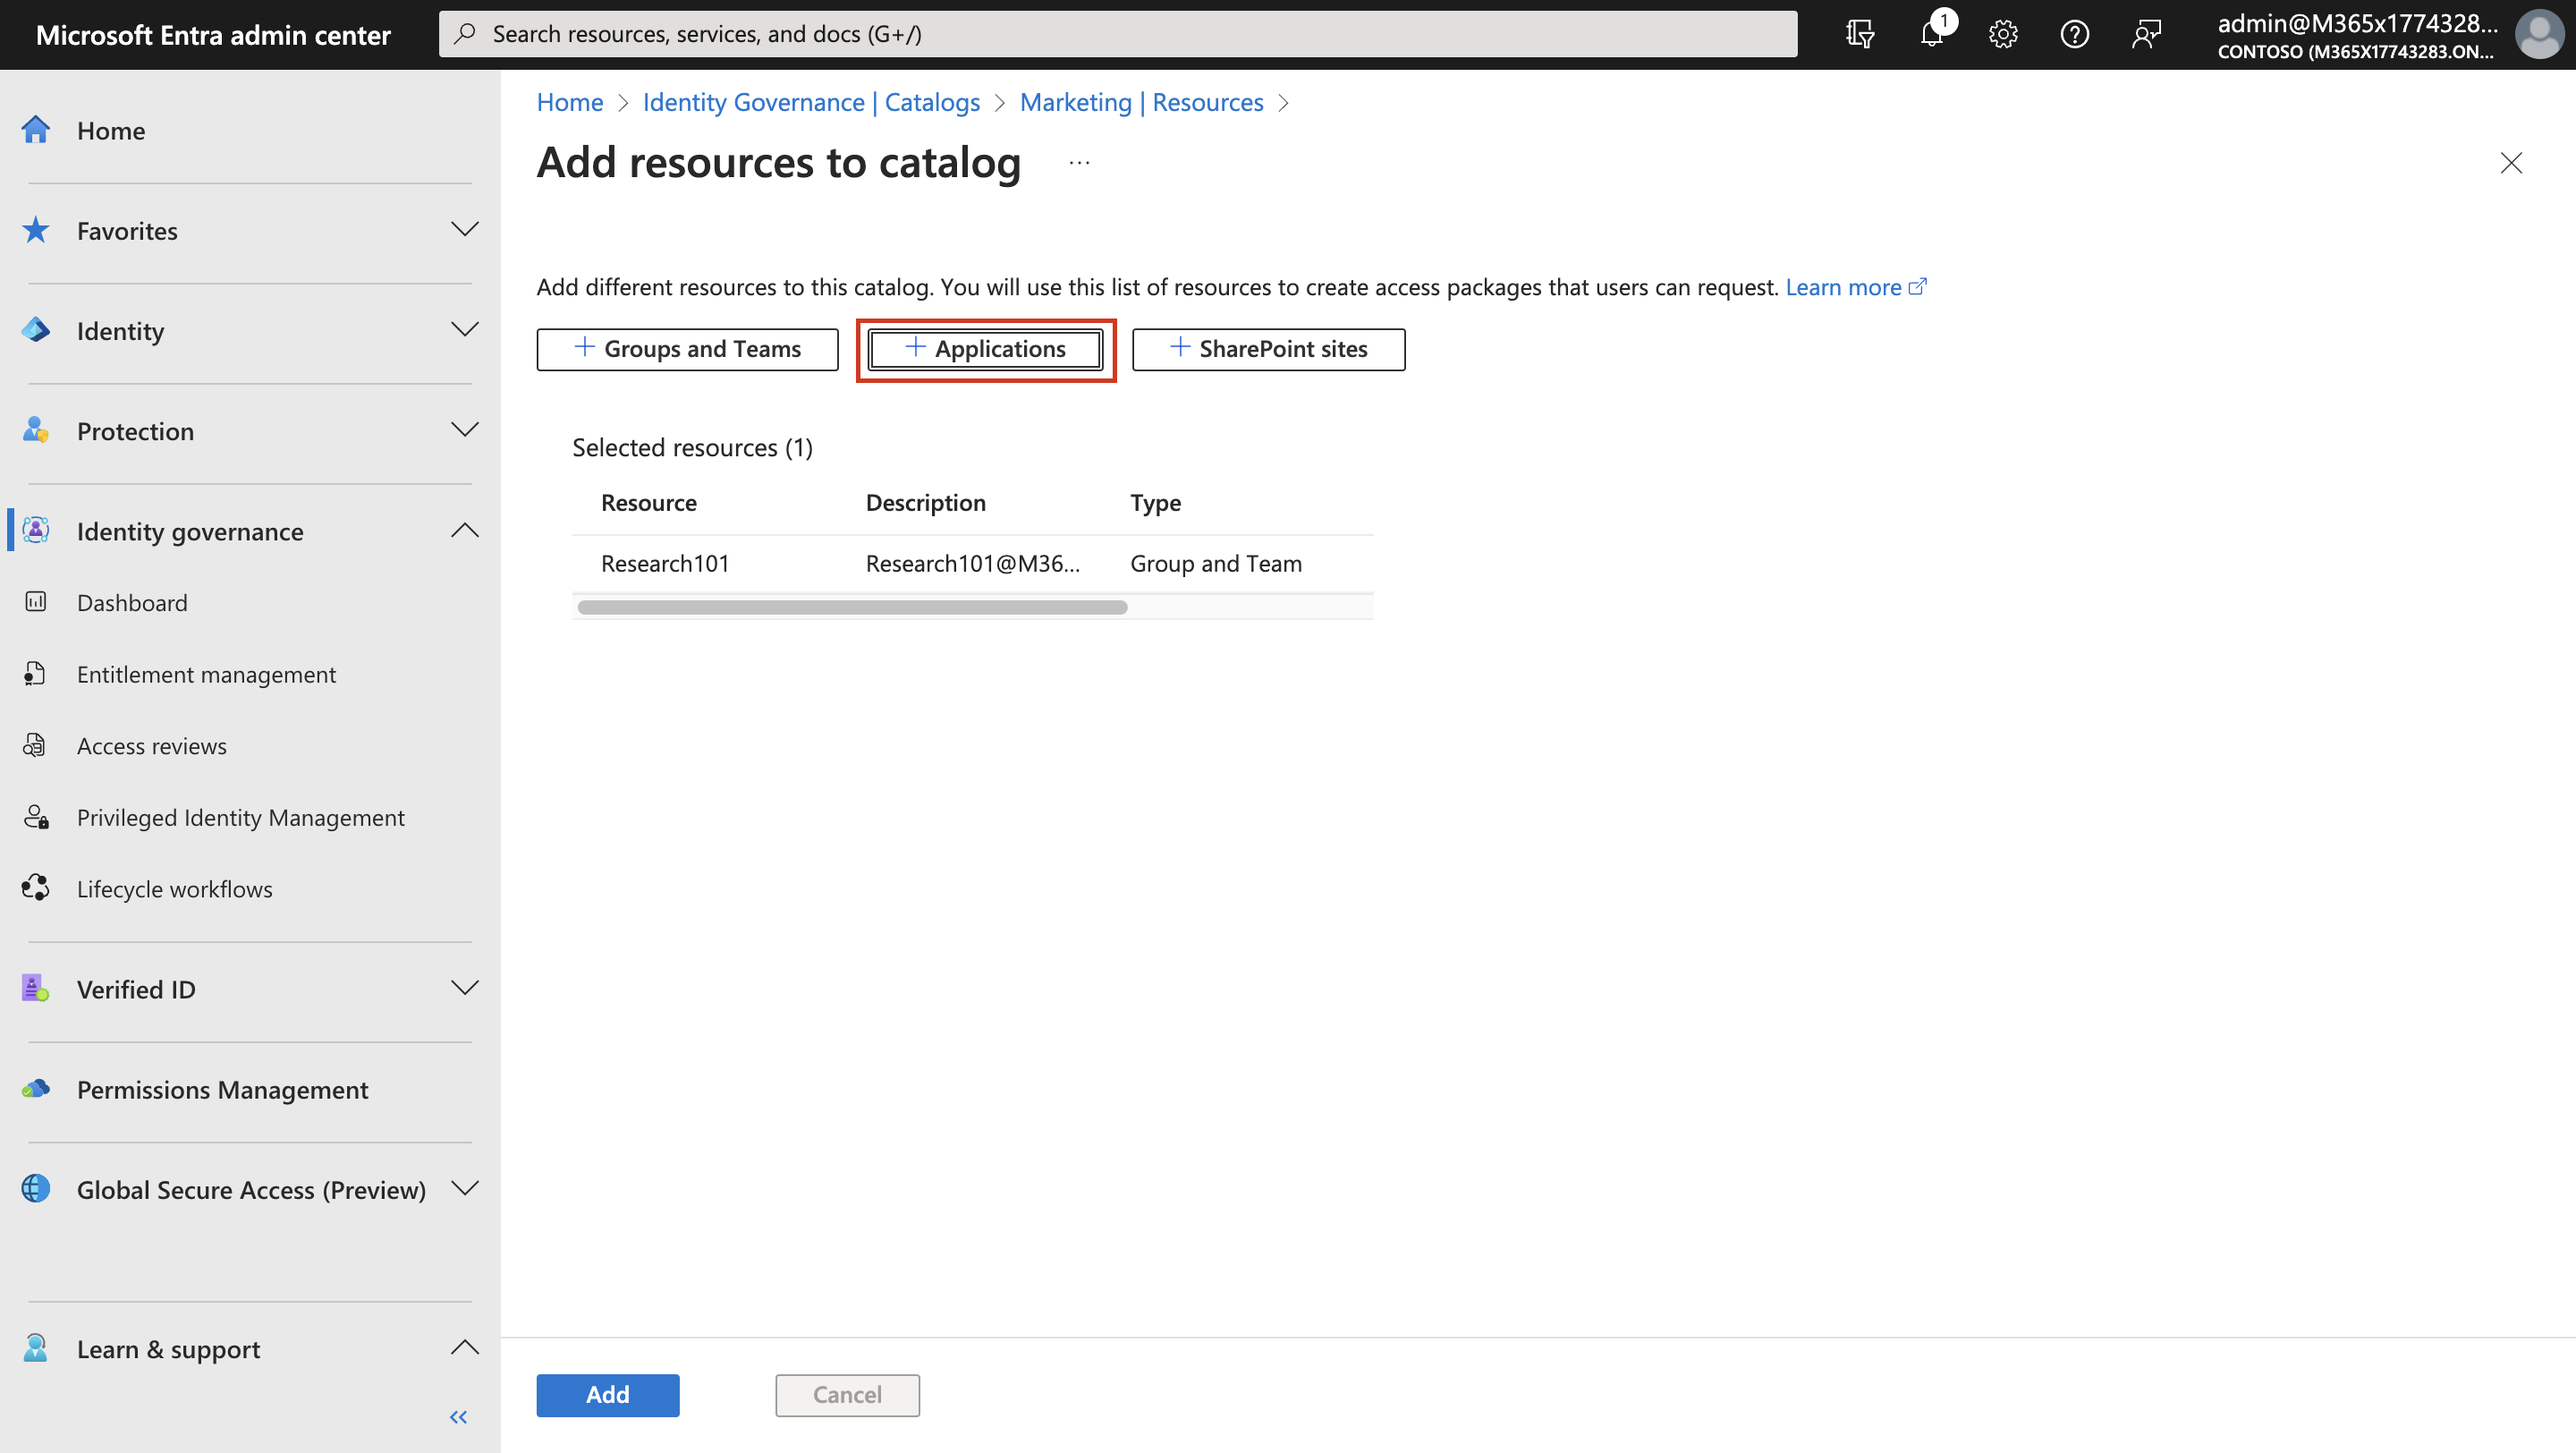 Microsoft Entra admin center
Search resources, services, and docs (G+/)
1
admin@M365x1774328...
CONTOSO (M365X17743283.ON...
Home
Favorites
Identity
Protection
Identity governance
Dashboard
Entitlement management
Access reviews
Privileged Identity Management
Lifecycle workflows
Verified ID
Permissions Management
Global Secure Access (Preview)
Learn & support
Home > Identity Governance | Catalogs > Marketing | Resources >
Add resources to catalog ...
Add different resources to this catalog. You will use this list of resources to create access packages that users can request. Learn more
+ Groups and Teams + Applications + SharePoint sites
Selected resources (1)
Resource Description Type
Research101 Research101@M36... Group and Team
Add Cancel